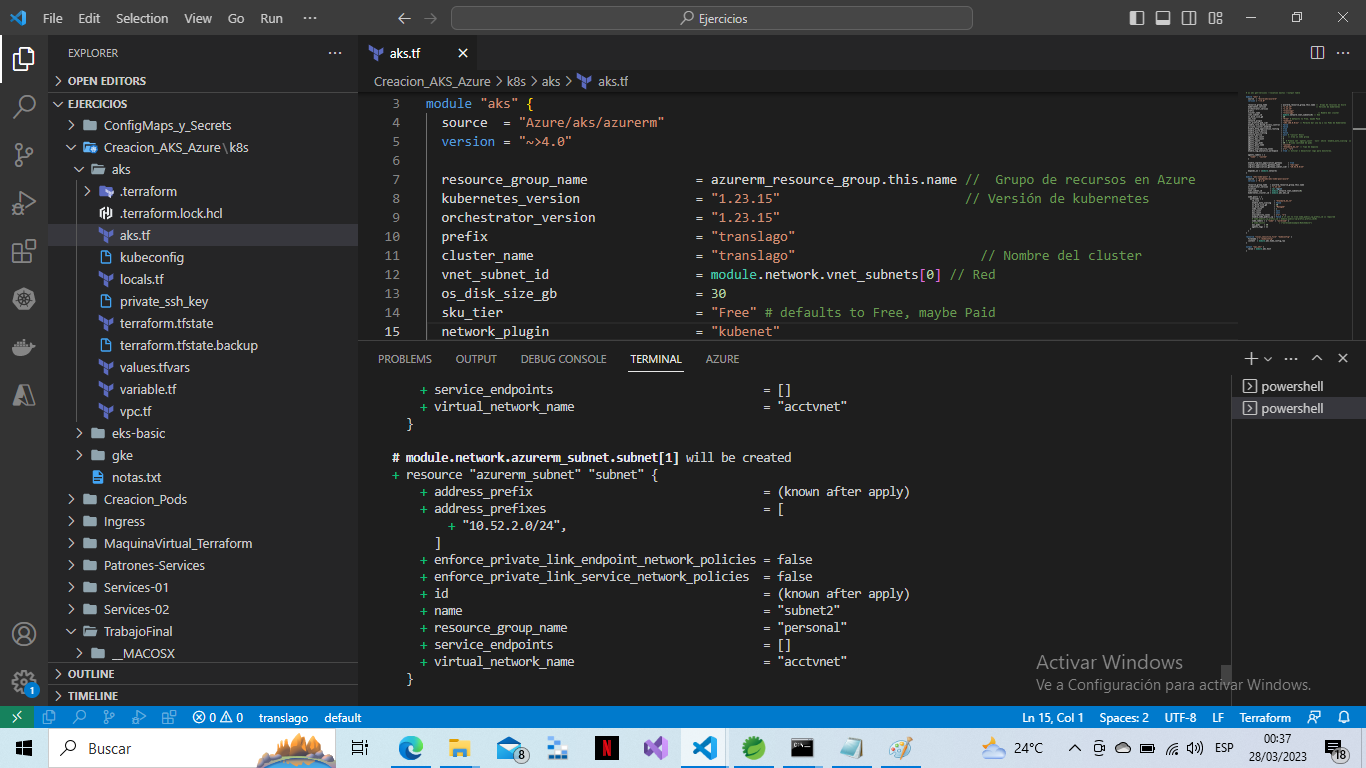 File Edit Selection View Go Run ··· Ejercicios
EXPLORER ···
OPEN EDITORS
EJERCICIOS
ConfigMaps_y_Secrets
Creacion_AKS_Azure\k8s
aks
.terraform
.terraform.lock.hcl
aks.tf
kubeconfig
locals.tf
private_ssh_key
terraform.tfstate
terraform.tfstate.backup
values.tfvars
variable.tf
vpc.tf
eks-basic
gke
notas.txt
Creacion_Pods
Ingress
MaquinaVirtual_Terraform
Patrones-Services
Services-01
Services-02
TrabajoFinal
__MACOSX
OUTLINE
TIMELINE
1
aks.tf
Creacion_AKS_Azure > k8s > aks > aks.tf
3 module "aks" {
4 source = "Azure/aks/azurerm"
5 version = "~>4.0"
6
7 resource_group_name = azurerm_resource_group.this.name // Grupo de recursos en Azure
8 kubernetes_version = "1.23.15" // Versión de kubernetes
9 orchestrator_version = "1.23.15"
10 prefix = "translago"
11 cluster_name = "translago" // Nombre del cluster
12 vnet_subnet_id = module.network.vnet_subnets[0] // Red
13 os_disk_size_gb = 30
14 sku_tier = "Free" # defaults to Free, maybe Paid
15 network_plugin = "kubenet"
PROBLEMS OUTPUT DEBUG CONSOLE TERMINAL AZURE
powershell
powershell
+ service_endpoints = []
+ virtual_network_name = "acctvnet"
}
# module.network.azurerm_subnet.subnet[1] will be created
+ resource "azurerm_subnet" "subnet" {
+ address_prefix = (known after apply)
+ address_prefixes = [
+ "10.52.2.0/24",
]
+ enforce_private_link_endpoint_network_policies = false
+ enforce_private_link_service_network_policies = false
+ id = (known after apply)
+ name = "subnet2"
+ resource_group_name = "personal"
+ service_endpoints = []
+ virtual_network_name = "acctvnet"
}
Activar Windows
Ve a Configuración para activar Windows.
0 0 translago default Ln 15, Col 1 Spaces: 2 UTF-8 LF Terraform
Buscar 8 N 24°C ESP 00:37 28/03/2023 18